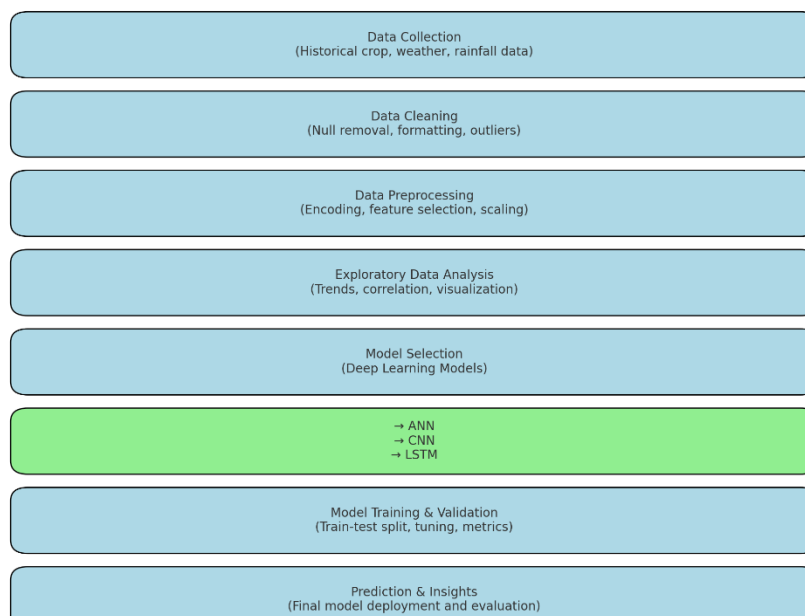 Data Collection
(Historical crop, weather, rainfall data)
Data Cleaning
(Null removal, formatting, outliers)
Data Preprocessing
(Encoding, feature selection, scaling)
Exploratory Data Analysis
(Trends, correlation, visualization)
Model Selection
(Deep Learning Models)
→ ANN
→ CNN
→ LSTM
Model Training & Validation
(Train-test split, tuning, metrics)
Prediction & Insights
(Final model deployment and evaluation)